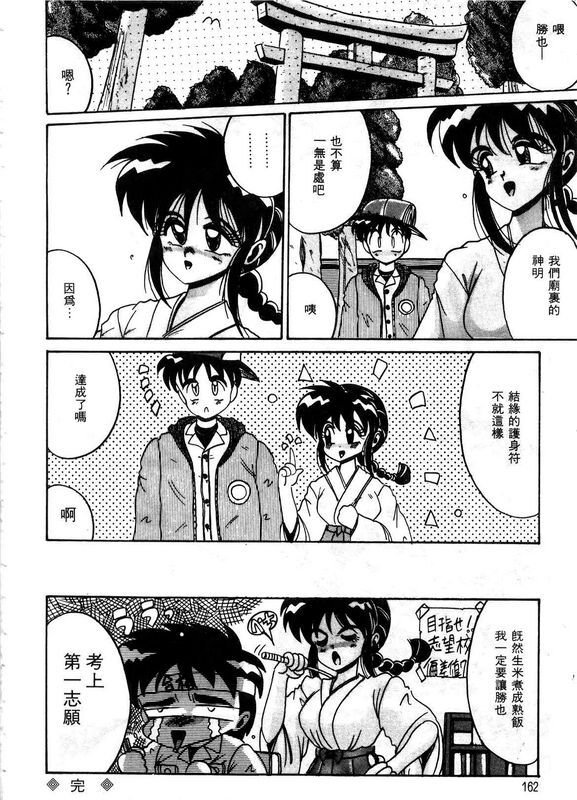 喂
勝也—
嗯？
我們廟裏的
神明
也不算
一無是處吧
咦
…………
因爲…
結緣的護身符
不就這樣
達成了嗎
啊
既然生米煮成熟飯
我一定要讓勝也
目指せ!
志望校
合格
考上
第一志願
完
162